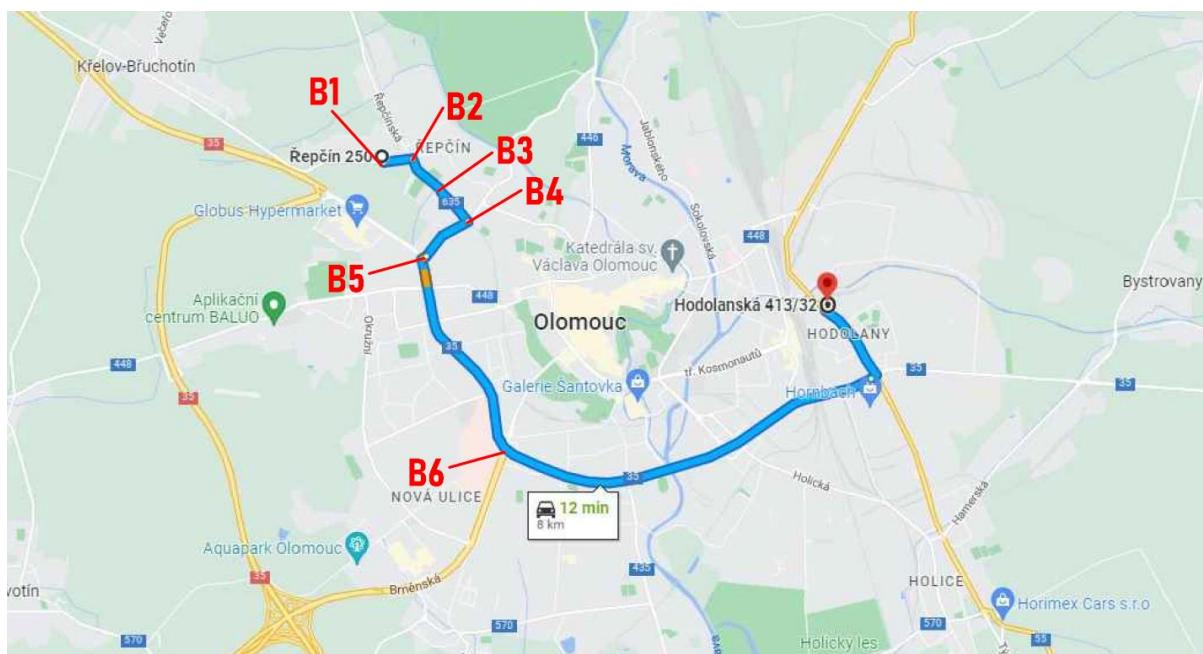 Křelov-Břuchotín
Večeřo
35
B1
Řepčínská
B2
Řepčín 250
ŘEPČÍN
B3
446
Jablonského
Morava
635
B4
Globus Hypermarket
Sokolovská
448
Katedrála sv.
Václava Olomouc
B5
Bystrovany
Aplikační
centrum BALUO
448
Hodolanská 413/32
Olomouc
HODOLANY
Okružní
35
tř. Kosmonautů
448
35
35
35
Galerie Šantovka
Hornbach
B6
Holická
NOVÁ ULICE
35
12 min
8 km
Hamerská
Aquapark Olomouc
435
Brněnská
35
HOLICE
votín
Horimex Cars s.r.o
570
570
570
55
Holický les